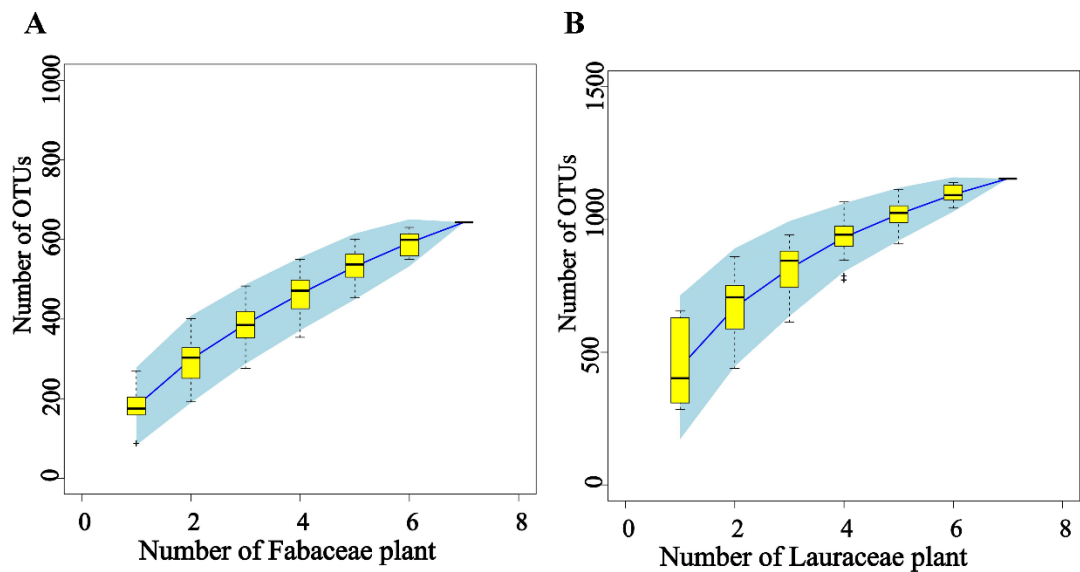 A
Number of OTUs
1000
800
600
400
200
0
0 2 4 6 8
Number of Fabaceae plant
B
Number of OTUs
1500
1000
500
0
0 2 4 6 8
Number of Lauraceae plant